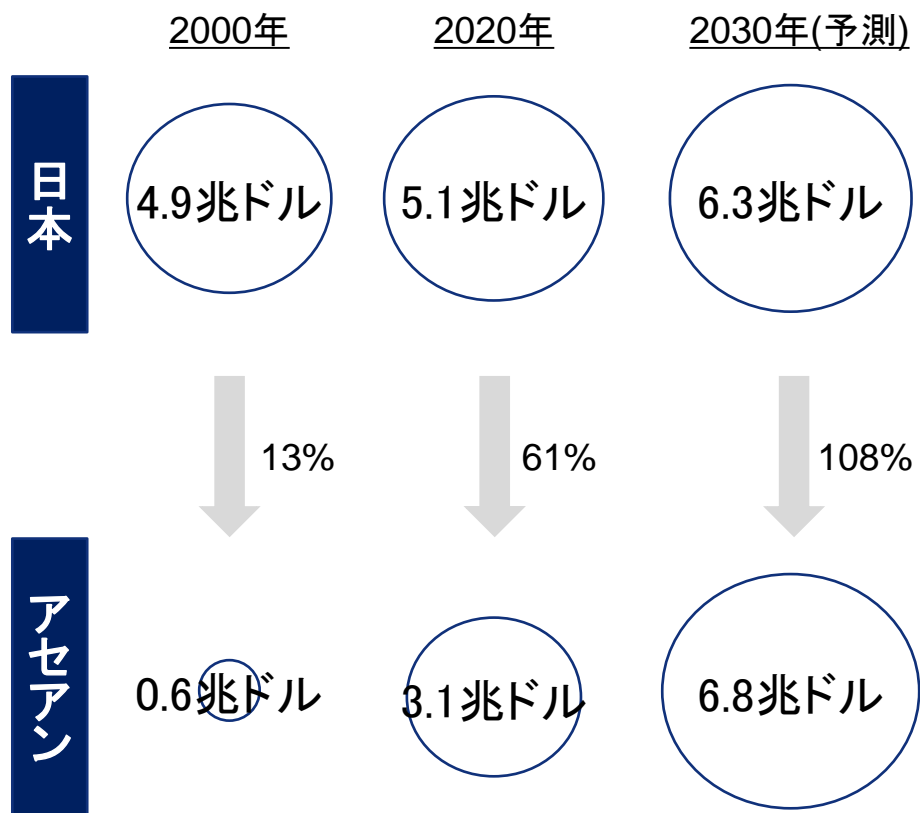 2000年 2020年 2030年(予測)
日本
4.9兆ドル 5.1兆ドル 6.3兆ドル
13% 61% 108%
アセアン
0.6兆ドル 3.1兆ドル 6.8兆ドル